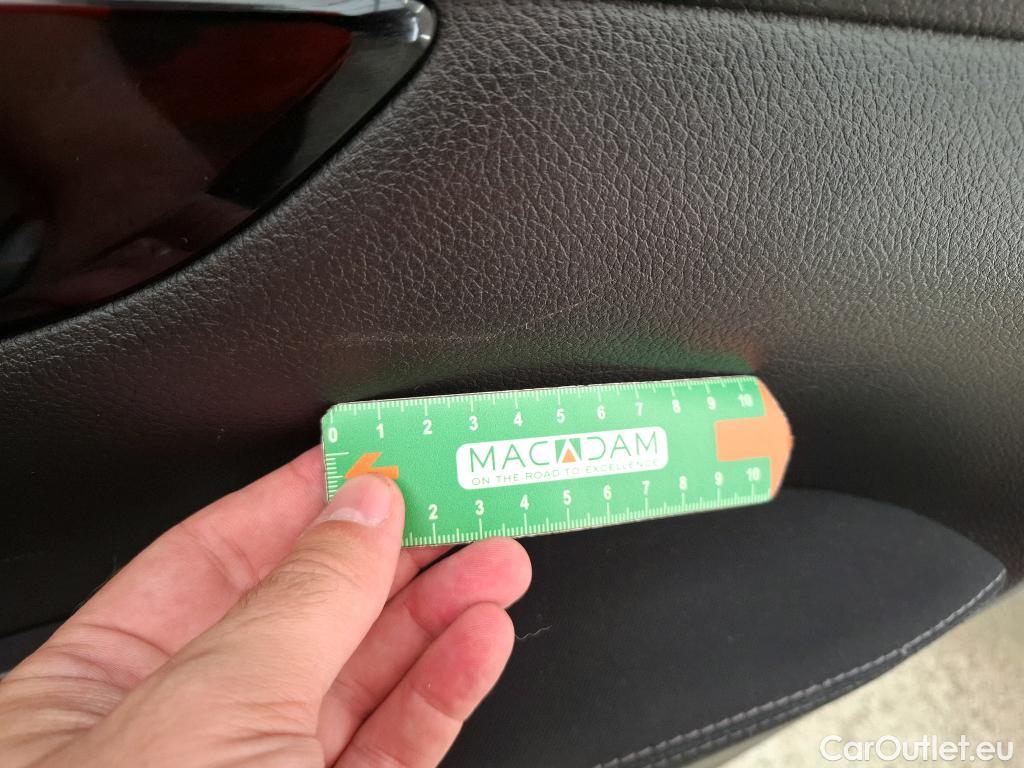 0 1 2 3 4 5 6 7 8 9 10
MACADAM
ON THE ROAD TO EXCELLENCE
2 3 4 5 6 7 8 9 10
CarOutlet.eu